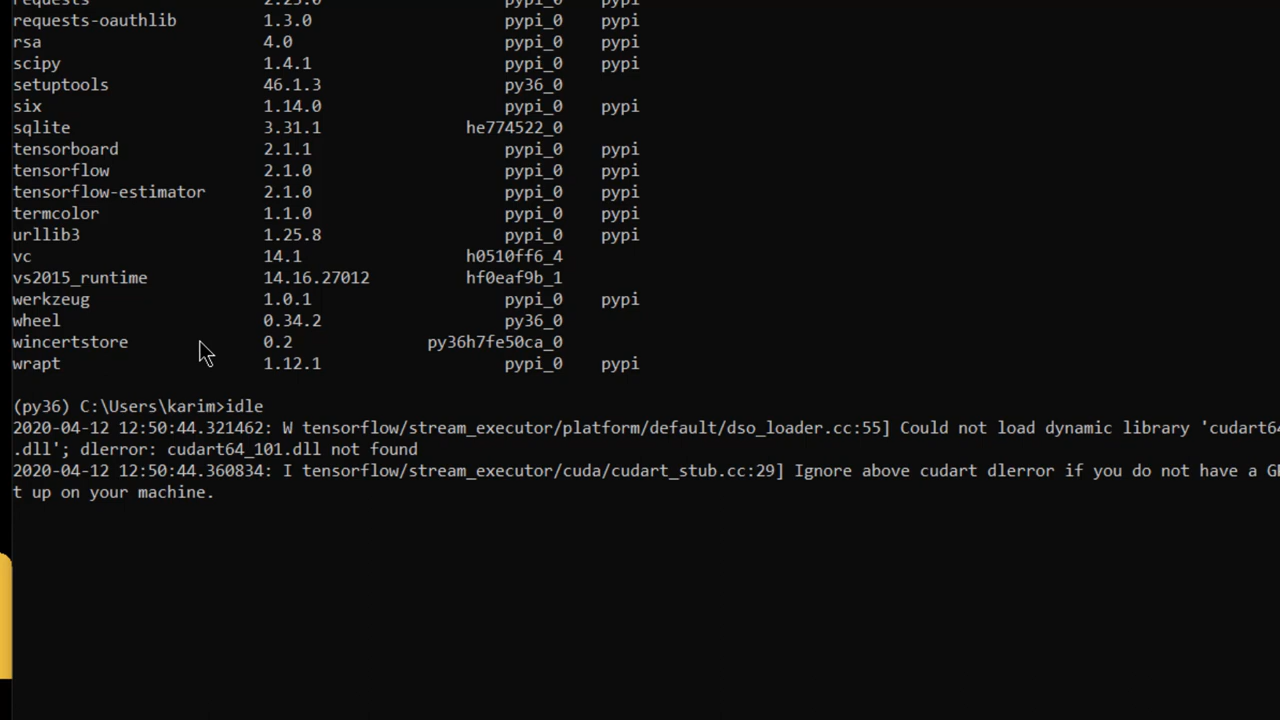 requests 2.23.0 pypi_0 pypi
requests-oauthlib 1.3.0 pypi_0 pypi
rsa 4.0 pypi_0 pypi
scipy 1.4.1 pypi_0 pypi
setuptools 46.1.3 py36_0
six 1.14.0 pypi_0 pypi
sqlite 3.31.1 he774522_0
tensorboard 2.1.1 pypi_0 pypi
tensorflow 2.1.0 pypi_0 pypi
tensorflow-estimator 2.1.0 pypi_0 pypi
termcolor 1.1.0 pypi_0 pypi
urllib3 1.25.8 pypi_0 pypi
vc 14.1 h0510ff6_4
vs2015_runtime 14.16.27012 hf0eaf9b_1
werkzeug 1.0.1 pypi_0 pypi
wheel 0.34.2 py36_0
wincertstore 0.2 py36h7fe50ca_0
wrapt 1.12.1 pypi_0 pypi
(py36) C:\Users\karim>idle
2020-04-12 12:50:44.321462: W tensorflow/stream_executor/platform/default/dso_loader.cc:55] Could not load dynamic library 'cudart64
.dll'; dlerror: cudart64_101.dll not found
2020-04-12 12:50:44.360834: I tensorflow/stream_executor/cuda/cudart_stub.cc:29] Ignore above cudart dlerror if you do not have a
t up on your machine.